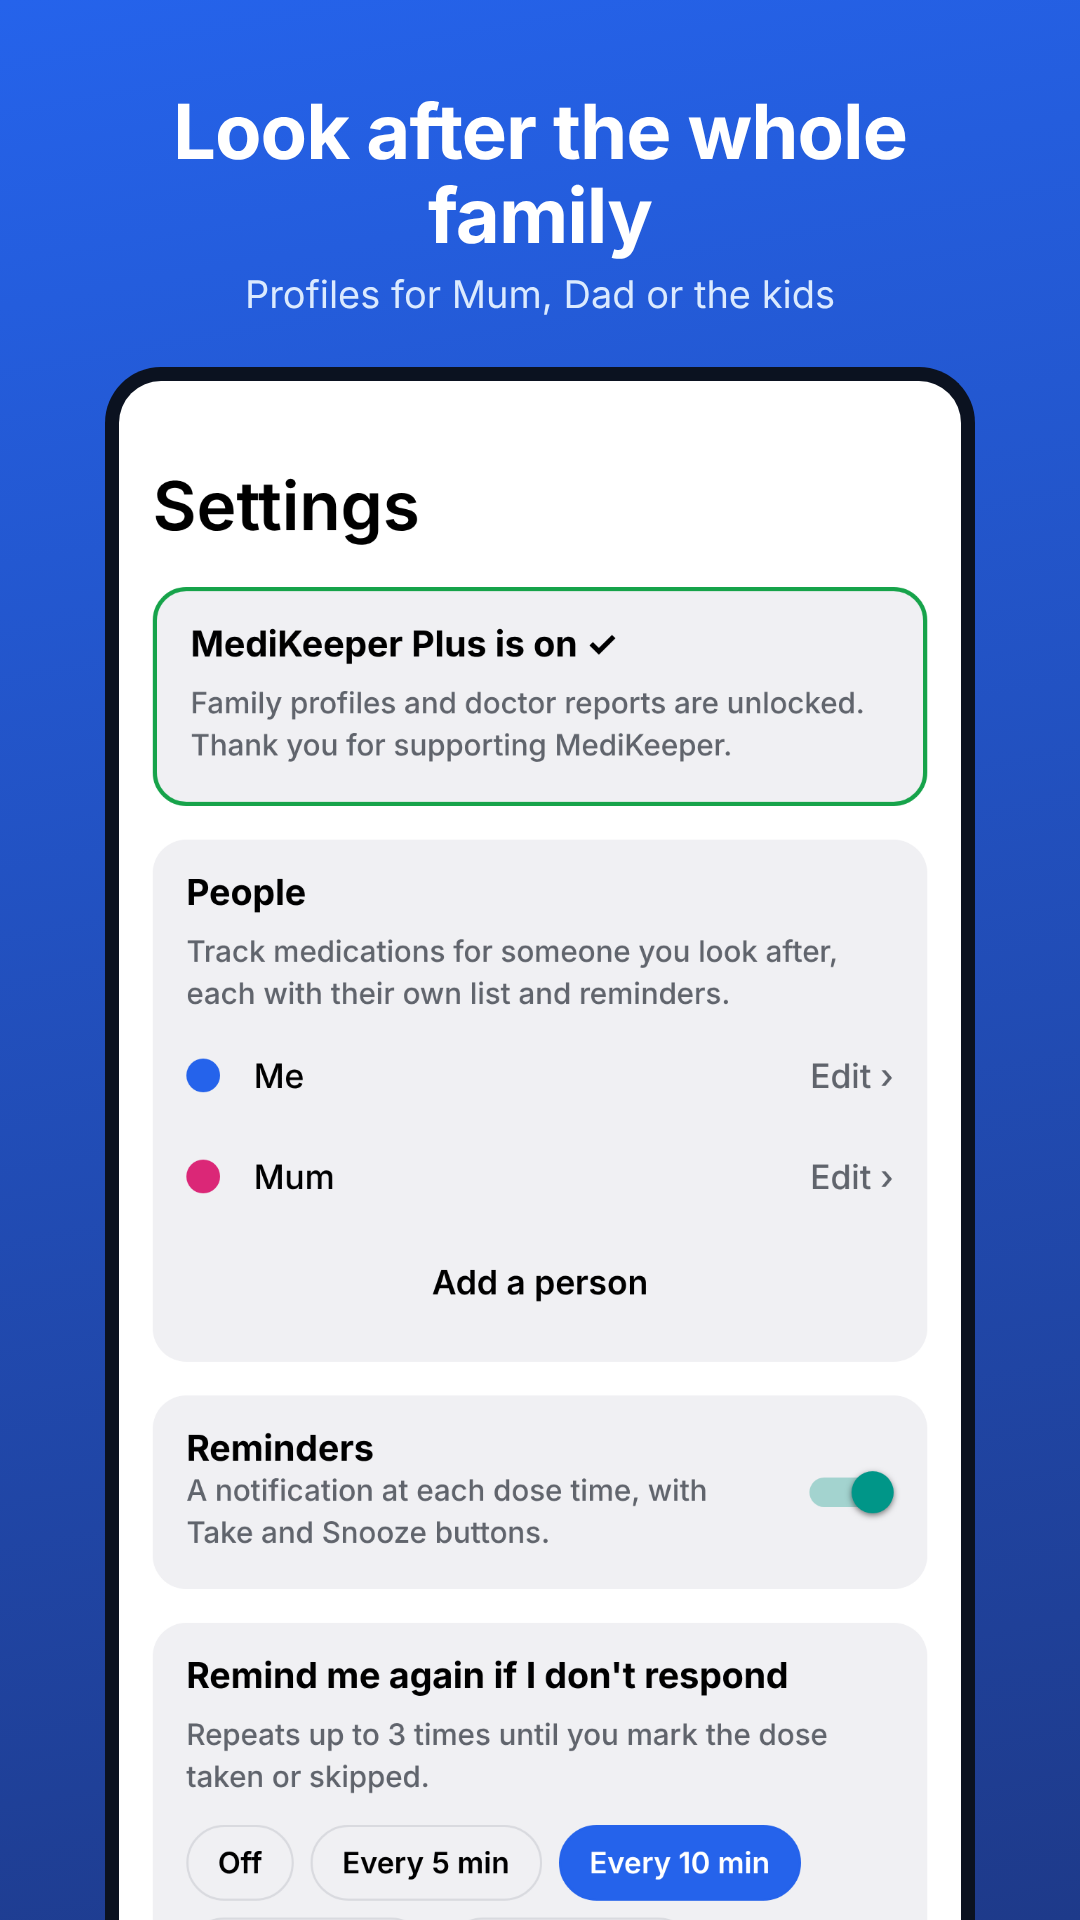 Look after the whole
family
Profiles for Mum, Dad or the kids
Settings
MediKeeper Plus is on ✓
Family profiles and doctor reports are unlocked.
Thank you for supporting MediKeeper.
People
Track medications for someone you look after,
each with their own list and reminders.
Me
Edit ›
Mum
Edit ›
Add a person
Reminders
A notification at each dose time, with
Take and Snooze buttons.
Remind me again if I don't respond
Repeats up to 3 times until you mark the dose
taken or skipped.
Off
Every 5 min
Every 10 min